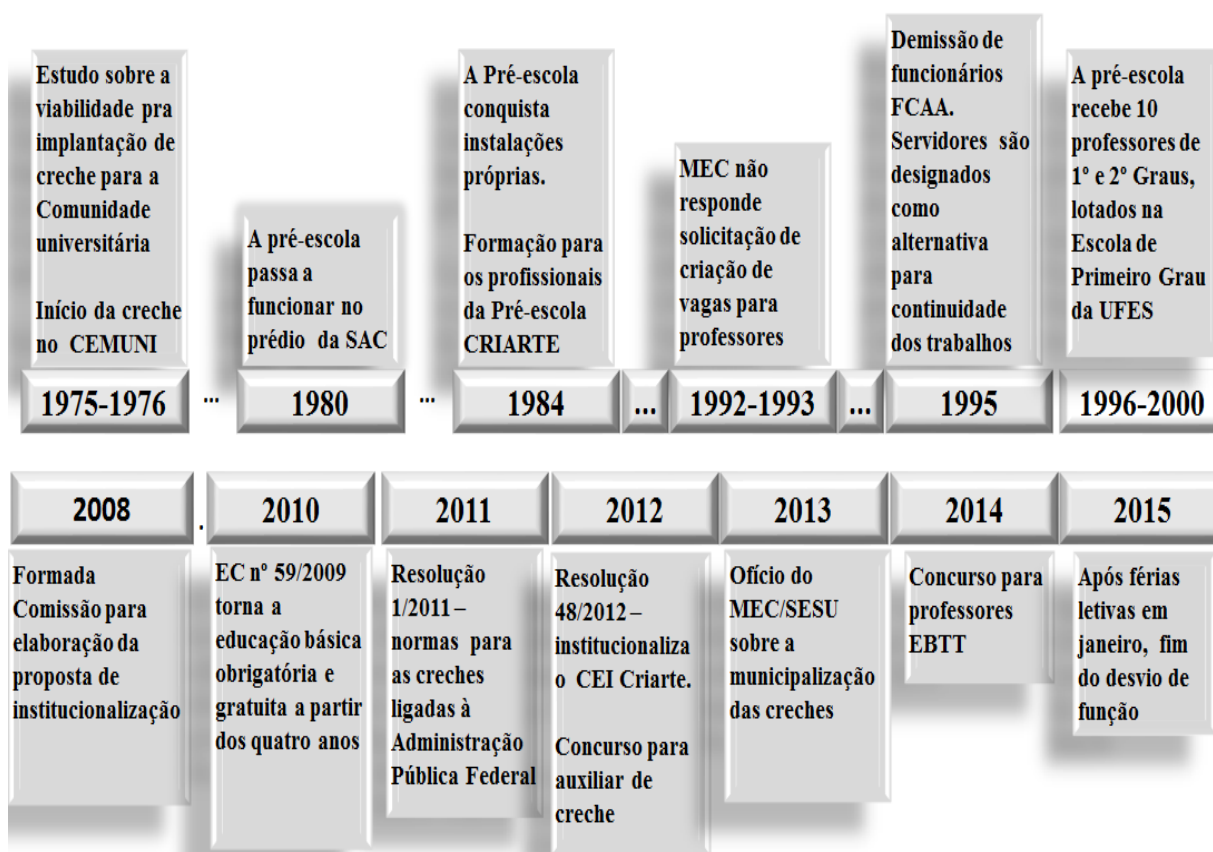 Estudo sobre a
viabilidade pra
implantação de
creche para a
Comunidade
universitária
Início da creche
no CEMUNI
1975-1976
...
A pré-escola
passa a
funcionar no
prédio da SAC
1980
...
A Pré-escola
conquista
instalações
próprias.
Formação para
os profissionais
da Pré-escola
CRIARTE
1984
...
MEC não
responde
solicitação de
criação de
vagas para
professores
1992-1993
...
Demissão de
funcionários
FCAA.
Servidores são
designados
como
alternativa
para
continuidade
dos trabalhos
1995
A pré-escola
recebe 10
professores de
1º e 2º Graus,
lotados na
Escola de
Primeiro Grau
da UFES
1996-2000
2008
Formada
Comissão para
elaboração da
proposta de
institucionalização
.
2010
EC nº 59/2009
torna a
educação básica
obrigatória e
gratuita a partir
dos quatro anos
2011
Resolução
1/2011 –
normas para
as creches
ligadas à
Administração
Pública Federal
2012
Resolução
48/2012 –
institucionaliza
o CEI Criarte.
Concurso para
auxiliar de
creche
2013
Ofício do
MEC/SESU
sobre a
municipalização
das creches
2014
Concurso para
professores
EBTT
2015
Após férias
letivas em
janeiro, fim
do desvio de
função